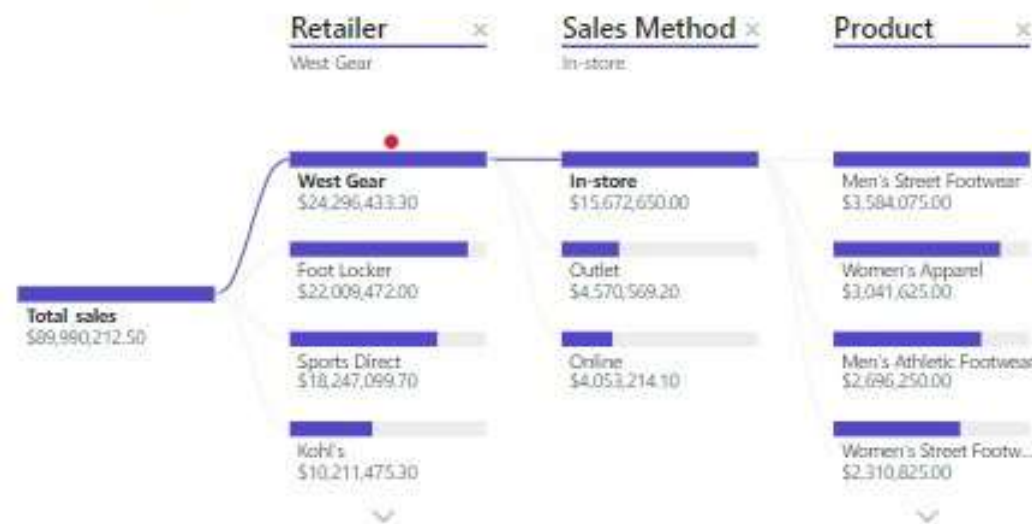 Retailer
West Gear
Sales Method
In-store
Product
Total sales
$89,990,212.50
West Gear
$24,296,433.30
Foot Locker
$22,009,472.00
Sports Direct
$18,247,099.70
Kohl's
$10,211,475.30
In-store
$15,672,650.00
Outlet
$4,570,569.20
Online
$4,053,214.10
Men's Street Footwear
$3,584,075.00
Women's Apparel
$3,041,625.00
Men's Athletic Footwear
$2,696,250.00
Women's Street Footw...
$2,310,825.00